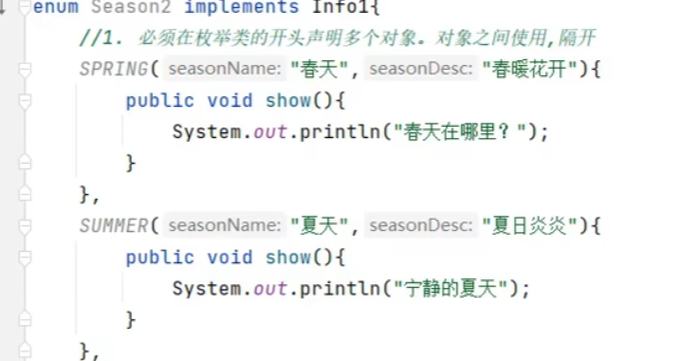 enum Season2 implements Info1{
//1. 必须在枚举类的开头声明多个对象。对象之间使用,隔开
SPRING( seasonName: "春天", seasonDesc: "春暖花开"){
public void show(){
System.out.println("春天在哪里？");
}
},
SUMMER( seasonName: "夏天", seasonDesc: "夏日炎炎"){
public void show(){
System.out.println("宁静的夏天");
}
},